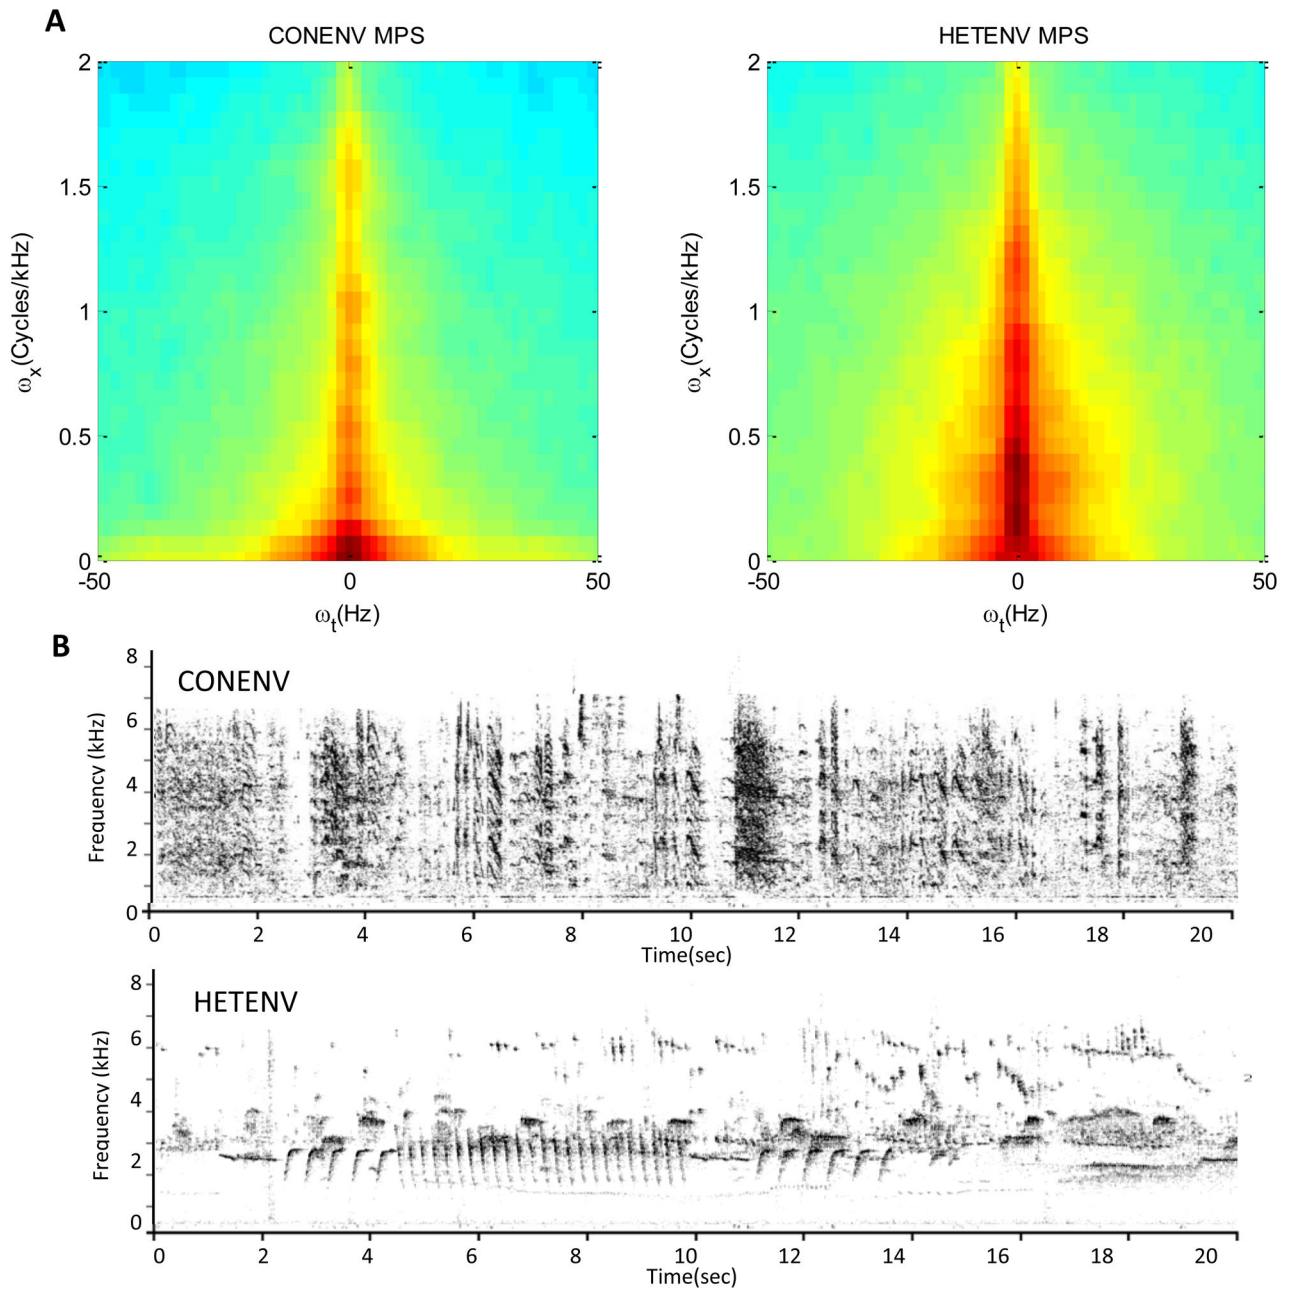 A
CONENV MPS
HETENV MPS
2
1.5
1
0.5
0
ωx(Cycles/kHz)
-50 0 50
ωt(Hz)
2
1.5
1
0.5
0
ωx(Cycles/kHz)
-50 0 50
ωt(Hz)
B
CONENV
8
6
4
2
0
Frequency (kHz)
0 2 4 6 8 10 12 14 16 18 20
Time(sec)
HETENV
8
6
4
2
0
Frequency (kHz)
0 2 4 6 8 10 12 14 16 18 20
Time(sec)